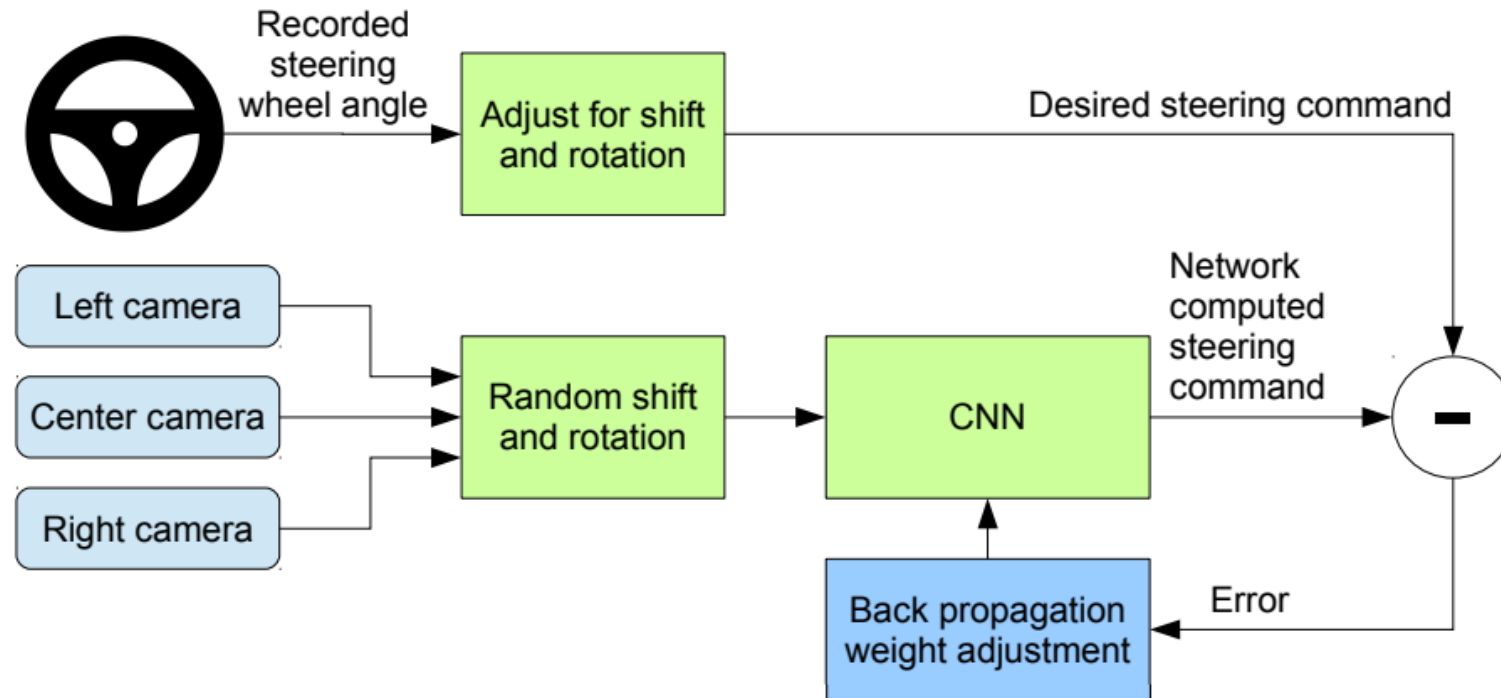 Recorded
steering
wheel angle
Adjust for shift
and rotation
Desired steering command
Left camera
Center camera
Right camera
Random shift
and rotation
CNN
Network
computed
steering
command
-
Back propagation
weight adjustment
Error